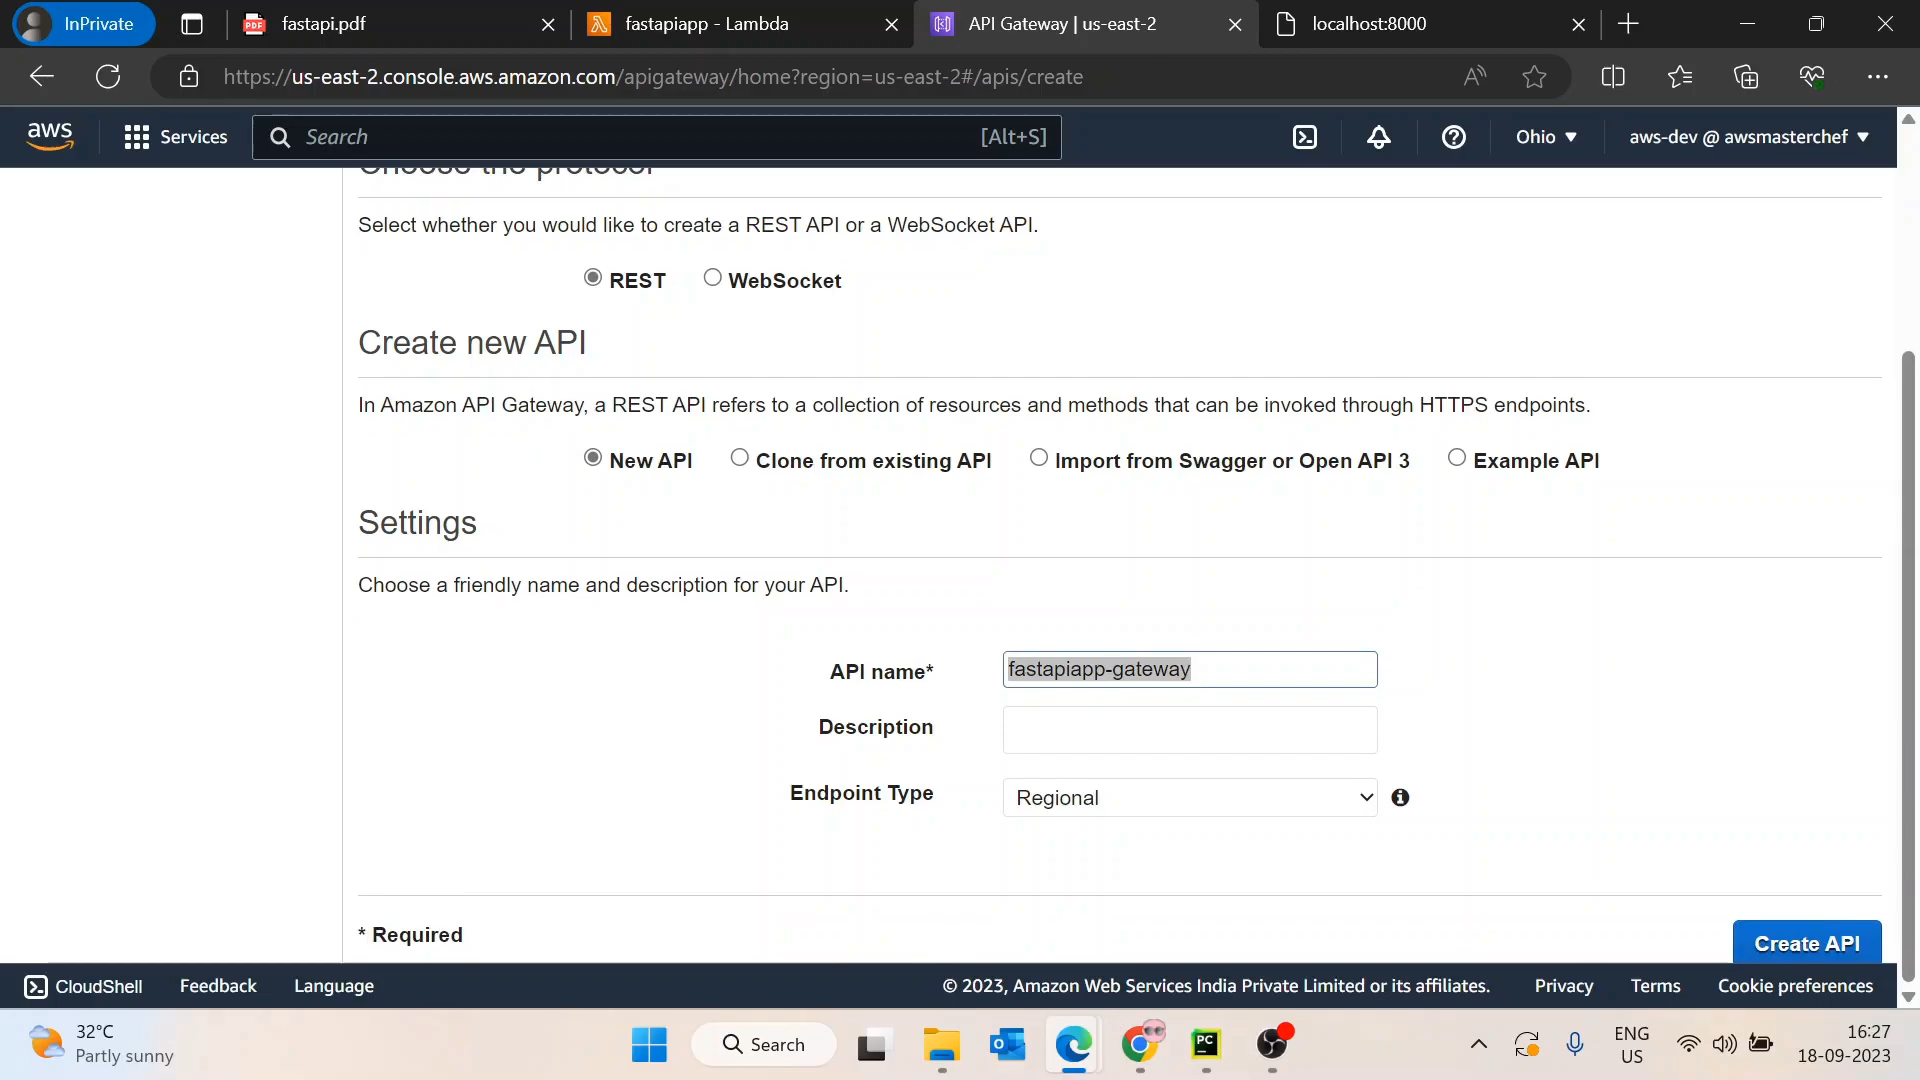 InPrivate
fastapi.pdf
fastapiapp - Lambda
API Gateway | us-east-2
localhost:8000
https://us-east-2.console.aws.amazon.com/apigateway/home?region=us-east-2#/apis/create
aws
Services
Search
[Alt+S]
Ohio
aws-dev @ awsmasterchef
Choose the protocol
Select whether you would like to create a REST API or a WebSocket API.
REST
WebSocket
Create new API
In Amazon API Gateway, a REST API refers to a collection of resources and methods that can be invoked through HTTPS endpoints.
New API
Clone from existing API
Import from Swagger or Open API 3
Example API
Settings
Choose a friendly name and description for your API.
API name*
fastapiapp-gateway
Description
Endpoint Type
Regional
* Required
Create API
CloudShell
Feedback
Language
© 2023, Amazon Web Services India Private Limited or its affiliates.
Privacy
Terms
Cookie preferences
32°C
Partly sunny
Search
ENG
US
16:27
18-09-2023